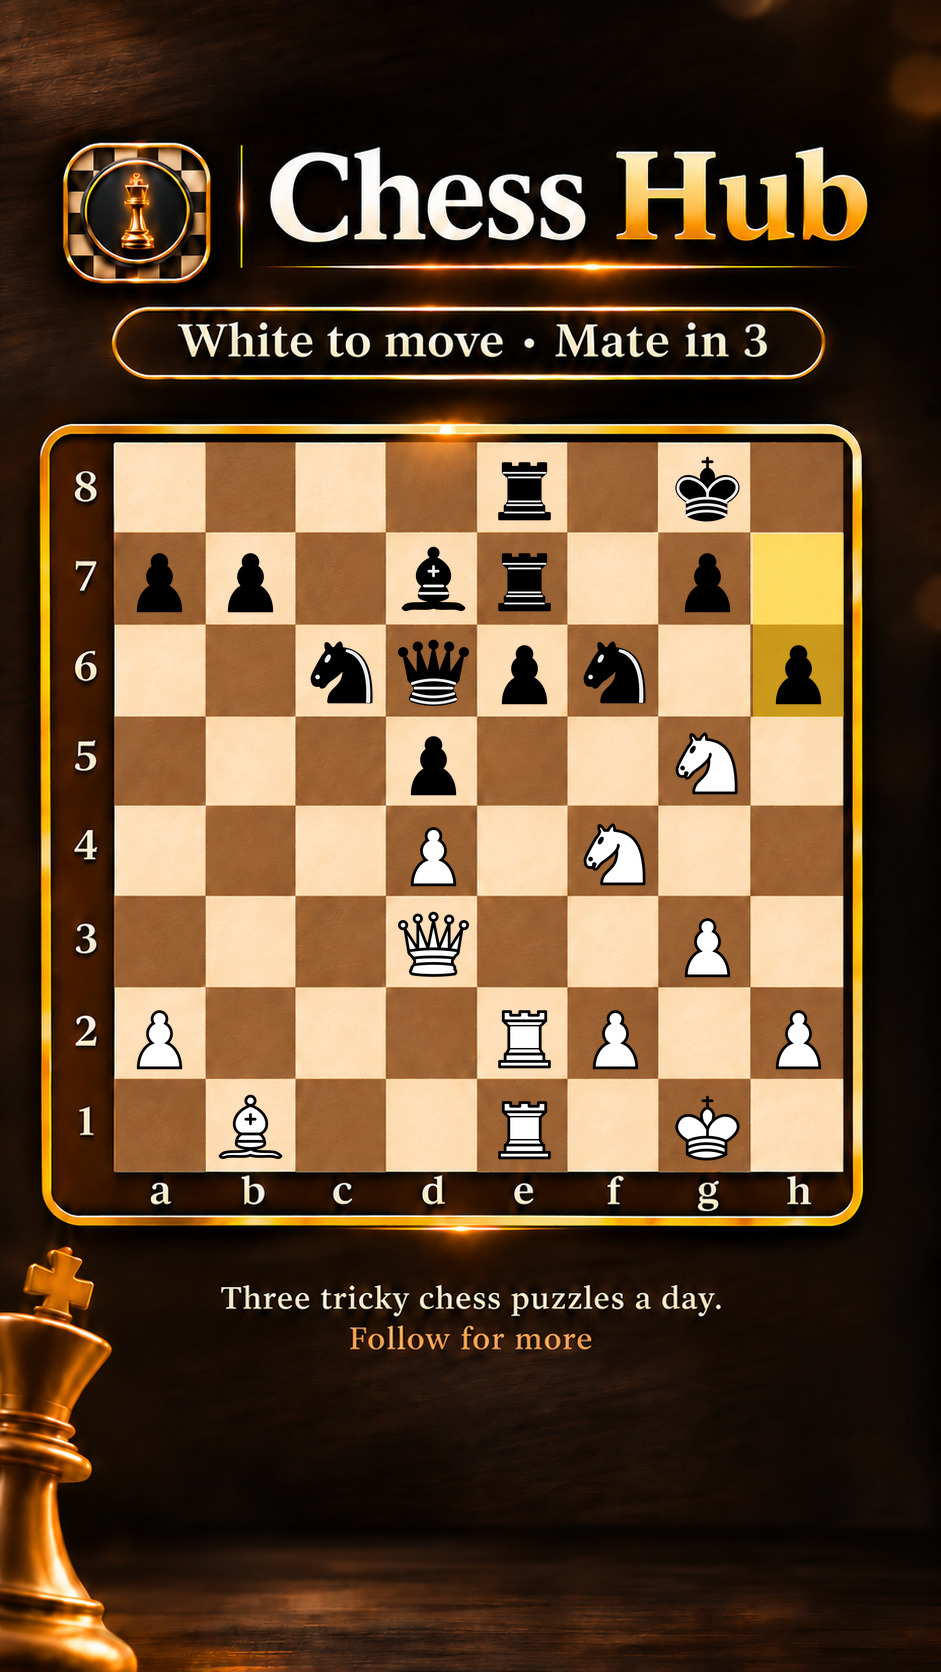 Chess Hub
White to move • Mate in 3
8
7
6
5
4
3
2
1
a b c d e f g h
Three tricky chess puzzles a day.
Follow for more